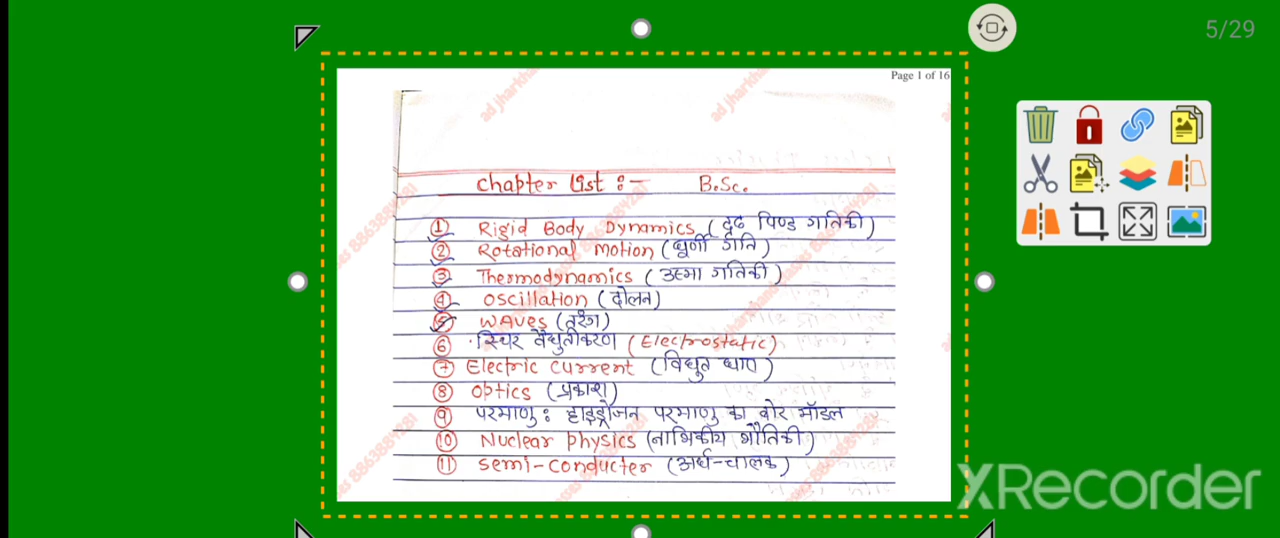 5/29
Page 1 of 16
Chapter List :- B.Sc.
① Rigid Body Dynamics (दृढ पिण्ड गतिकी)
② Rotational Motion (घूर्णी गति)
③ Thermodynamics (उष्मा गतिकी)
④ Oscillation (दोलन)
⑤ Waves (तरंग)
⑥ स्थिर वैधुतीकरण (Electrostatic)
⑦ Electric Current (विधुत धारा)
⑧ Optics (प्रकाश)
⑨ परमाणु : हाइड्रोजन परमाणु का बोर मॉडल
⑩ Nuclear physics (नाभिकीय भौतिकी)
⑪ Semi-conducter (अर्ध-चालक)
XRecorder